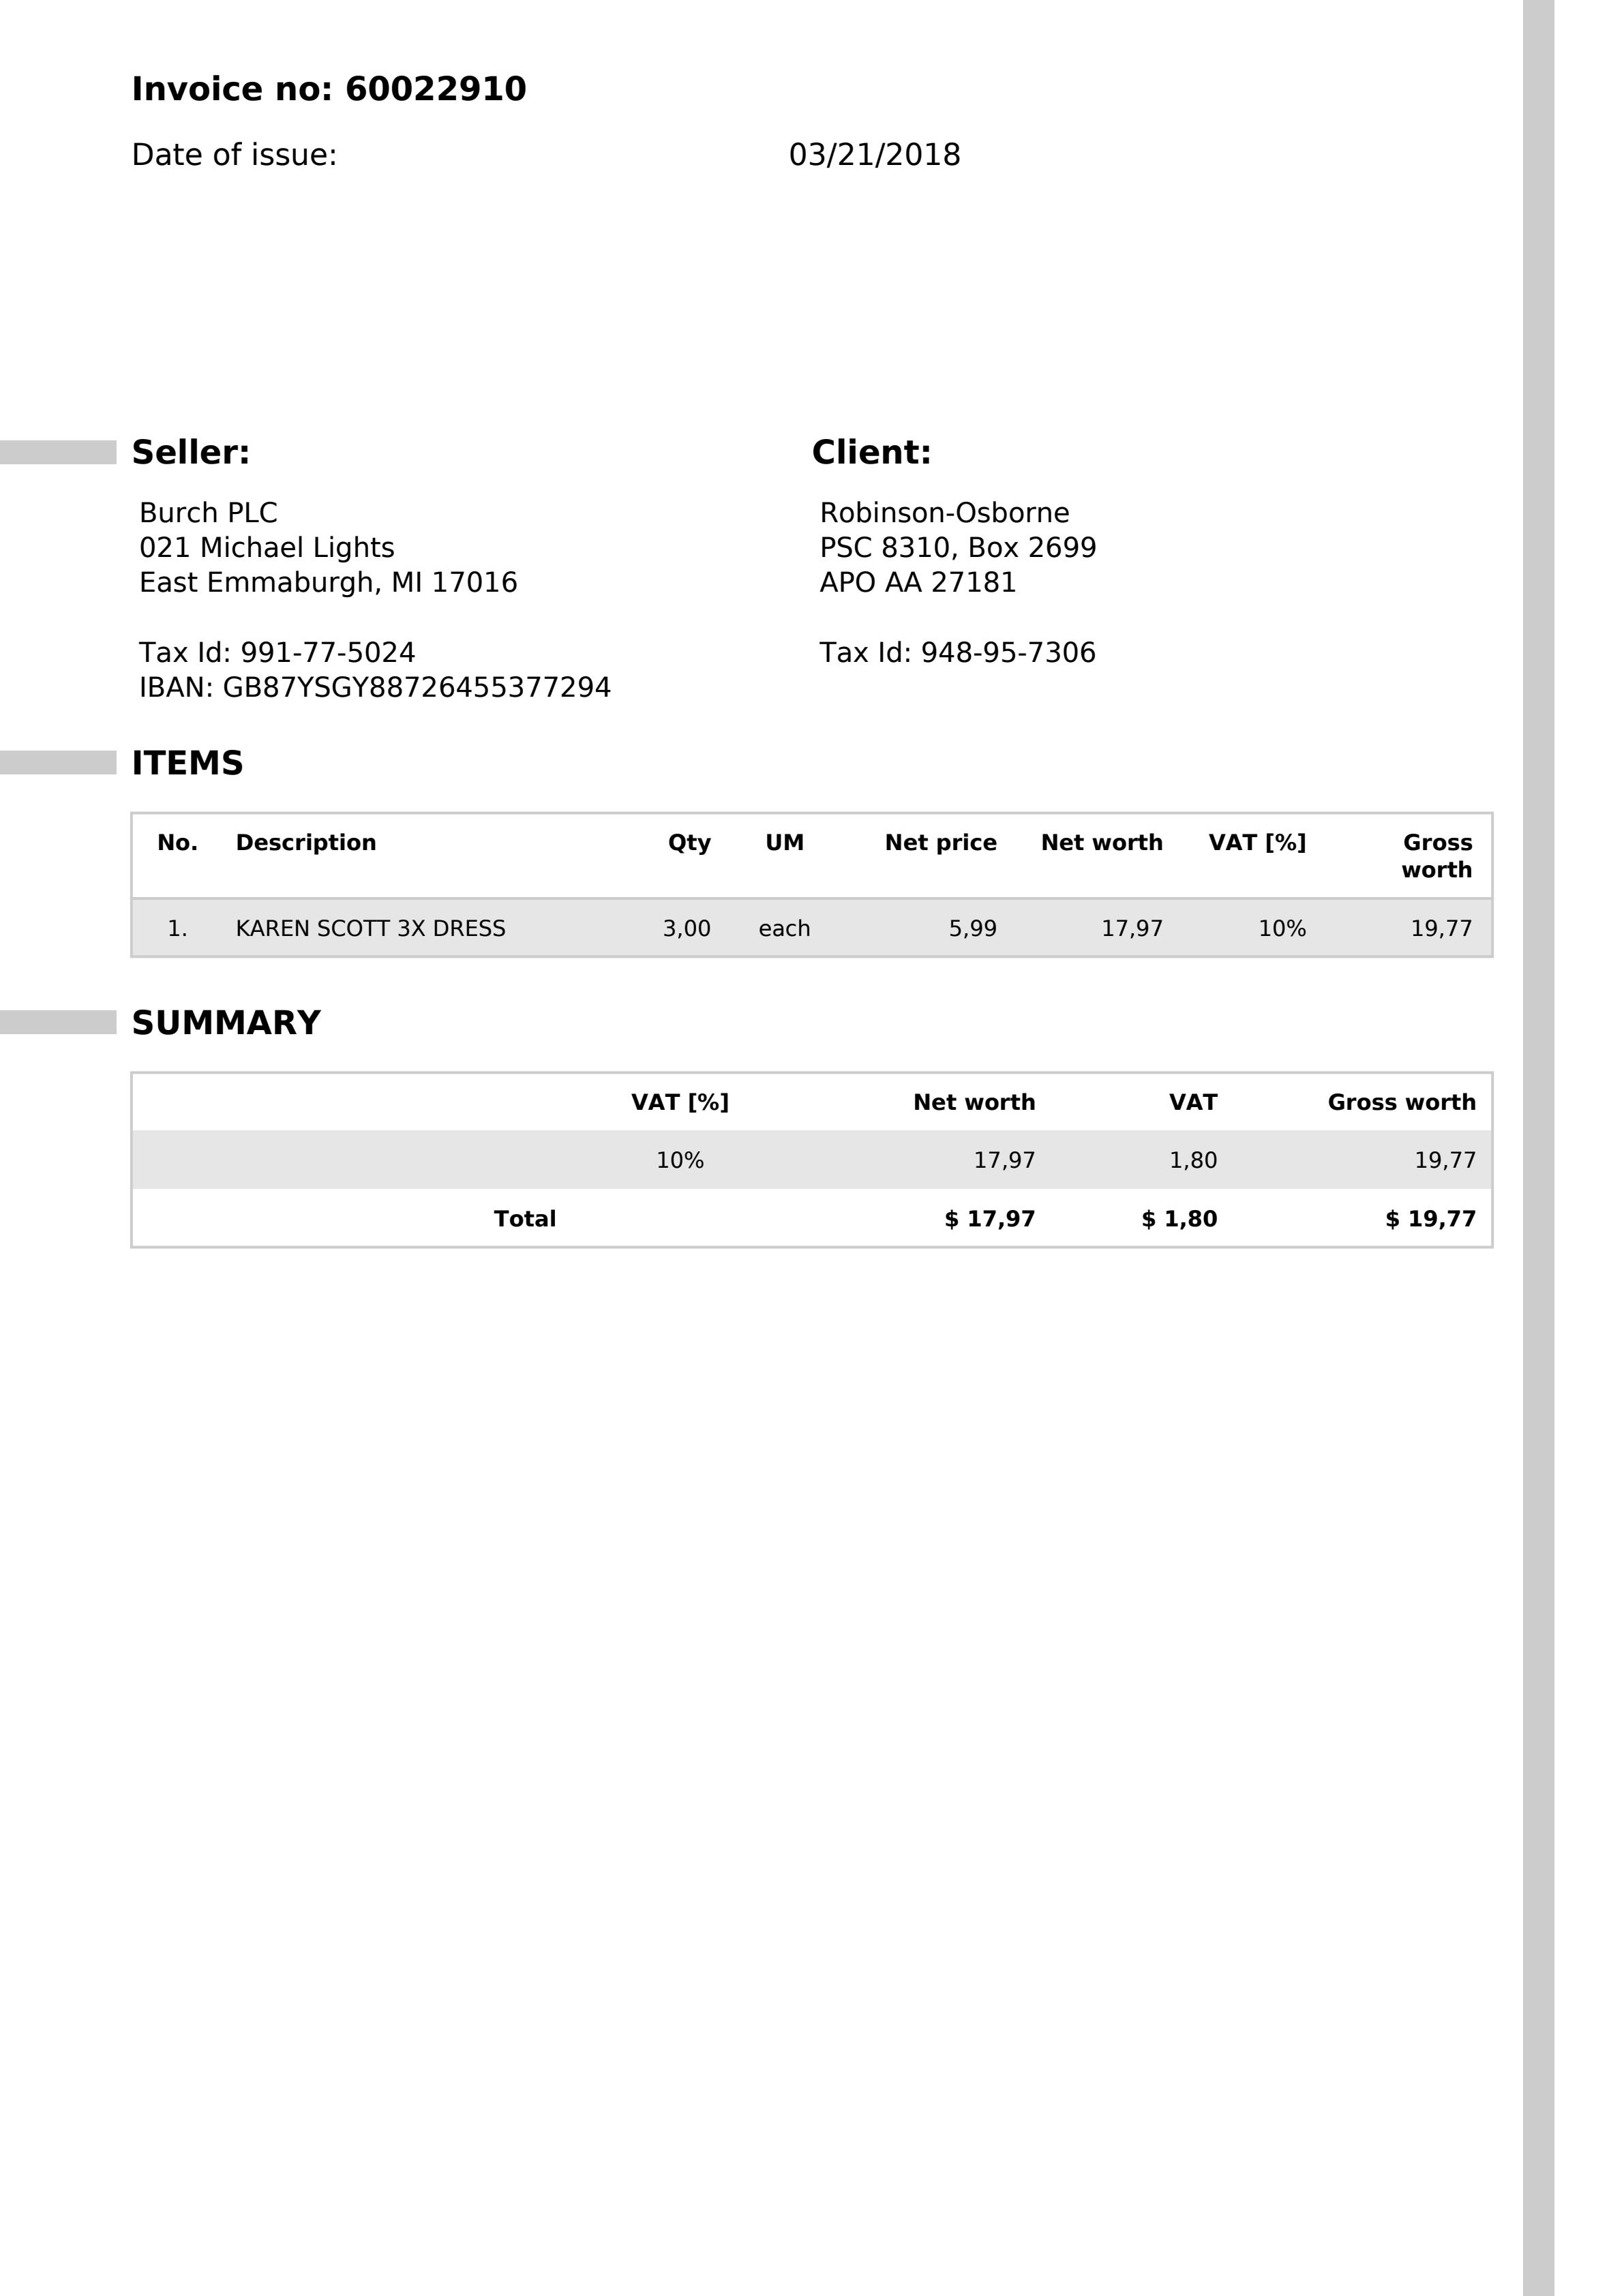 Invoice no: 60022910
Date of issue: 03/21/2018
Seller:
Burch PLC
021 Michael Lights
East Emmaburgh, MI 17016
Tax Id: 991-77-5024
IBAN: GB87YSGY88726455377294
Client:
Robinson-Osborne
PSC 8310, Box 2699
APO AA 27181
Tax Id: 948-95-7306
ITEMS
No. Description Qty UM Net price Net worth VAT [%] Gross worth
1. KAREN SCOTT 3X DRESS 3,00 each 5,99 17,97 10% 19,77
SUMMARY
VAT [%] Net worth VAT Gross worth
10% 17,97 1,80 19,77
Total $ 17,97 $ 1,80 $ 19,77